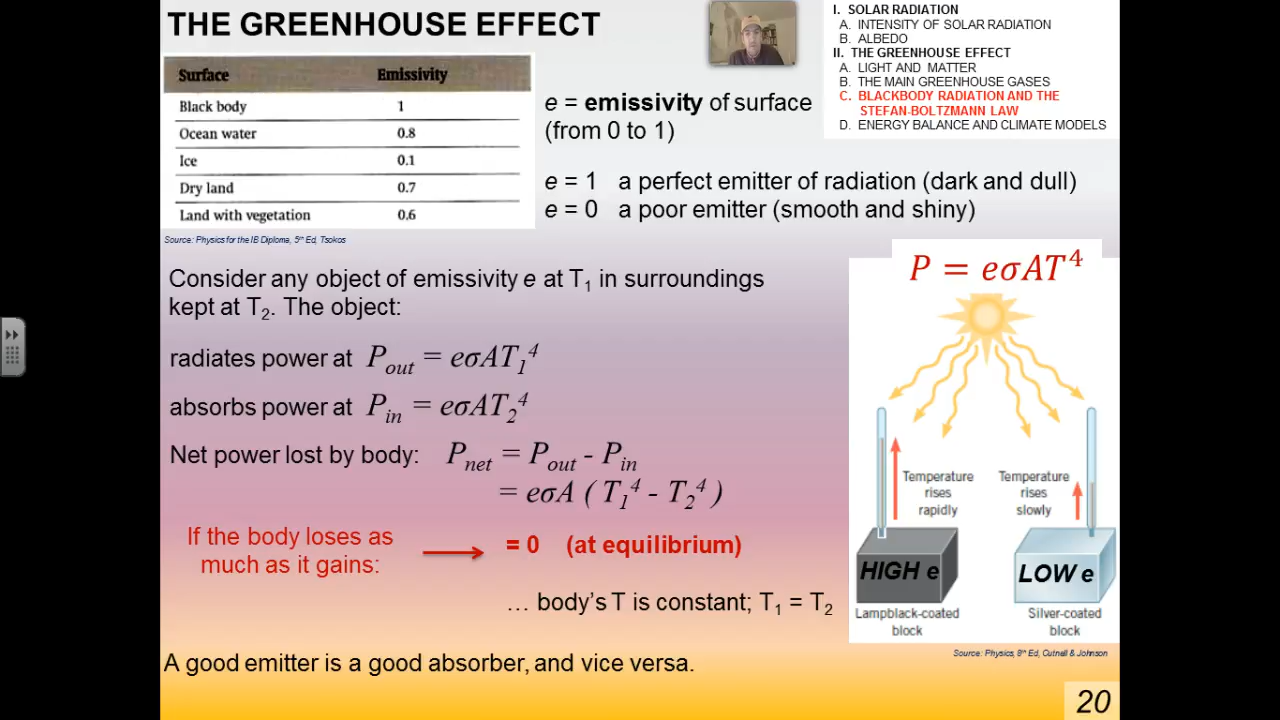 THE GREENHOUSE EFFECT
I. SOLAR RADIATION
A. INTENSITY OF SOLAR RADIATION
B. ALBEDO
II. THE GREENHOUSE EFFECT
A. LIGHT AND MATTER
B. THE MAIN GREENHOUSE GASES
C. BLACKBODY RADIATION AND THE
STEFAN-BOLTZMANN LAW
D. ENERGY BALANCE AND CLIMATE MODELS
Surface Emissivity
Black body 1
Ocean water 0.8
Ice 0.1
Dry land 0.7
Land with vegetation 0.6
Source: Physics for the IB Diploma, 5th Ed, Tsokos
e = emissivity of surface
(from 0 to 1)
e = 1 a perfect emitter of radiation (dark and dull)
e = 0 a poor emitter (smooth and shiny)
Consider any object of emissivity e at T₁ in surroundings
kept at T₂. The object:
radiates power at P_out = eσAT₁⁴
absorbs power at P_in = eσAT₂⁴
Net power lost by body: P_net = P_out - P_in
= eσA ( T₁⁴ - T₂⁴ )
If the body loses as
much as it gains:
= 0 (at equilibrium)
… body's T is constant; T₁ = T₂
A good emitter is a good absorber, and vice versa.
P = eσAT⁴
Temperature
rises
rapidly
Temperature
rises
slowly
HIGH e
LOW e
Lampblack-coated
block
Silver-coated
block
Source: Physics, 8th Ed, Cutnell & Johnson
20